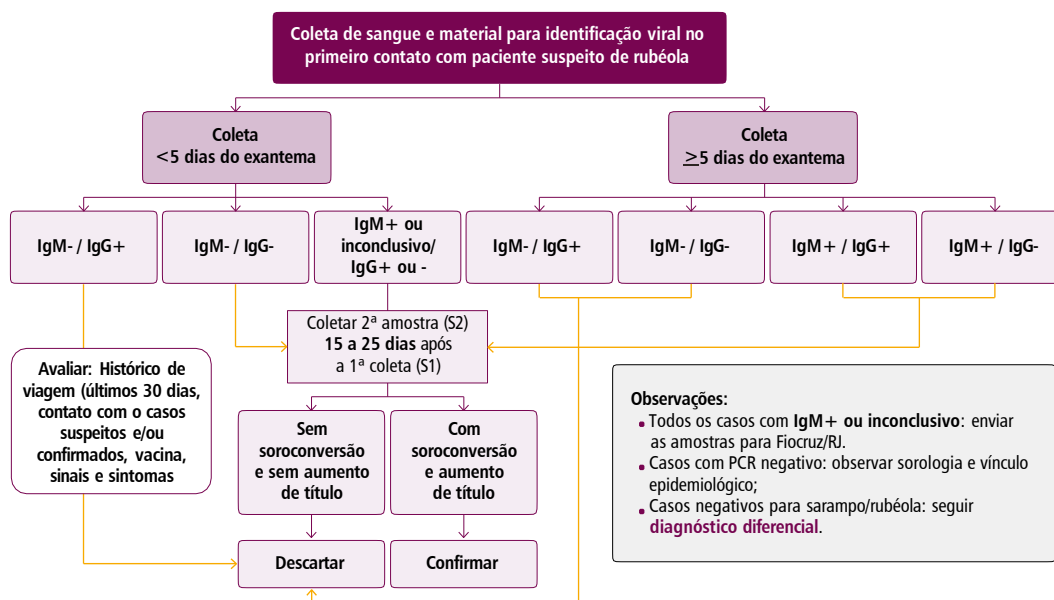 Coleta de sangue e material para identificação viral no
primeiro contato com paciente suspeito de rubéola
Coleta
<5 dias do exantema
Coleta
≥5 dias do exantema
IgM- / IgG+
IgM- / IgG-
IgM+ ou
inconclusivo/
IgG+ ou -
IgM- / IgG+
IgM- / IgG-
IgM+ / IgG+
IgM+ / IgG-
Coletar 2ª amostra (S2)
15 a 25 dias após
a 1ª coleta (S1)
Avaliar: Histórico de
viagem (últimos 30 dias,
contato com o casos
suspeitos e/ou
confirmados, vacina,
sinais e sintomas
Sem
soroconversão
e sem aumento
de título
Com
soroconversão
e aumento
de título
Descartar
Confirmar
Observações:
• Todos os casos com IgM+ ou inconclusivo: enviar
as amostras para Fiocruz/RJ.
• Casos com PCR negativo: observar sorologia e vínculo
epidemiológico;
• Casos negativos para sarampo/rubéola: seguir
diagnóstico diferencial.